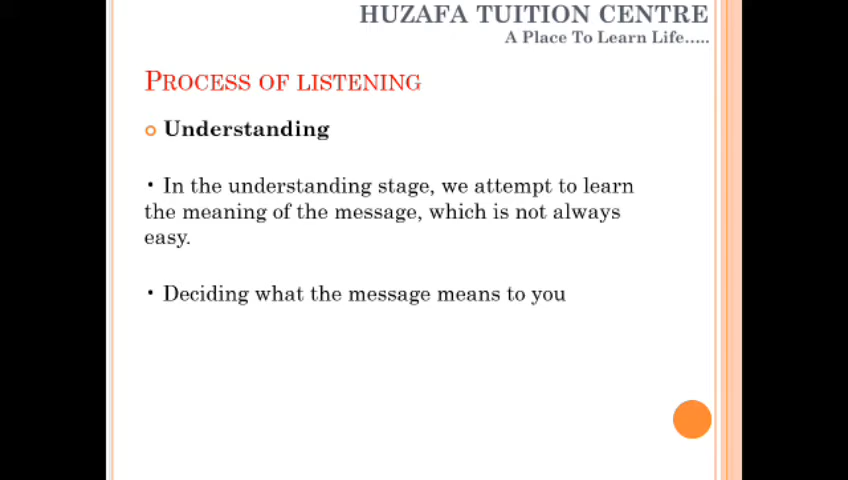 HUZAFA TUITION CENTRE
A Place To Learn Life.....
PROCESS OF LISTENING
Understanding
• In the understanding stage, we attempt to learn
the meaning of the message, which is not always
easy.
• Deciding what the message means to you